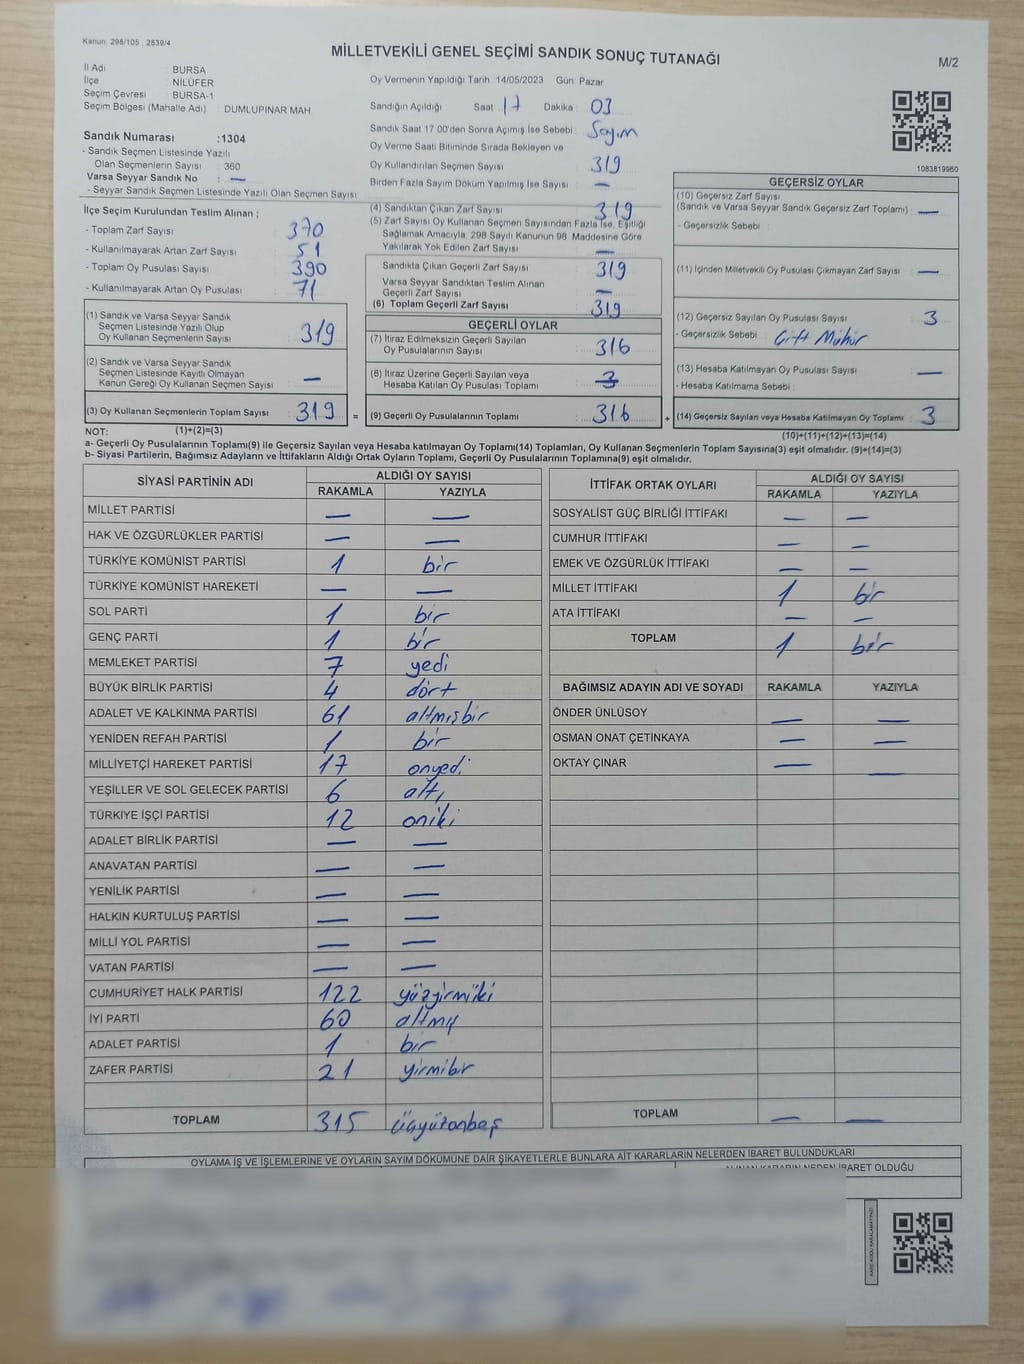 Kanun: 298/105 , 2839/4
MİLLETVEKİLİ GENEL SEÇİMİ SANDIK SONUÇ TUTANAĞI
M/2
İl Adı : BURSA
İlçe : NİLÜFER
Seçim Çevresi : BURSA-1
Seçim Bölgesi (Mahalle Adı) : DUMLUPINAR MAH
Sandık Numarası :1304
- Sandık Seçmen Listesinde Yazılı
Olan Seçmenlerin Sayısı : 360
Varsa Seyyar Sandık No : —
- Seyyar Sandık Seçmen Listesinde Yazılı Olan Seçmen Sayısı
Oy Vermenin Yapıldığı Tarih :14/05/2023 Gün: Pazar
Sandığın Açıldığı Saat : 17 Dakika : 03
Sandık Saat 17:00'den Sonra Açımış İse Sebebi : Sayım
Oy Verme Saati Bitiminde Sırada Bekleyen ve
Oy Kullandırılan Seçmen Sayısı : 319
Birden Fazla Sayım Döküm Yapılmış İse Sayısı : —
1083819960
İlçe Seçim Kurulundan Teslim Alınan ;
- Toplam Zarf Sayısı : 370
- Kullanılmayarak Artan Zarf Sayısı : 51
- Toplam Oy Pusulası Sayısı : 390
- Kullanılmayarak Artan Oy Pusulası : 71
(1) Sandık ve Varsa Seyyar Sandık
Seçmen Listesinde Yazılı Olup
Oy Kullanan Seçmenlerin Sayısı : 319
(2) Sandık ve Varsa Seyyar Sandık
Seçmen Listesinde Kayıtlı Olmayan
Kanun Gereği Oy Kullanan Seçmen Sayısı : —
(3) Oy Kullanan Seçmenlerin Toplam Sayısı : 319 =
(4) Sandıktan Çıkan Zarf Sayısı : 319
(5) Zarf Sayısı Oy Kullanan Seçmen Sayısından Fazla İse, Eşitliği
Sağlamak Amacıyla, 298 Sayılı Kanunun 98. Maddesine Göre
Yakılarak Yok Edilen Zarf Sayısı : —
Sandıkta Çıkan Geçerli Zarf Sayısı : 319
Varsa Seyyar Sandıktan Teslim Alınan
Geçerli Zarf Sayısı : —
(6) Toplam Geçerli Zarf Sayısı : 319
GEÇERLİ OYLAR
(7) İtiraz Edilmeksizin Geçerli Sayılan
Oy Pusulalarının Sayısı : 316
(8) İtiraz Üzerine Geçerli Sayılan veya
Hesaba Katılan Oy Pusulası Toplamı : 3
(9) Geçerli Oy Pusulalarının Toplamı : 316 +
GEÇERSİZ OYLAR
(10) Geçersiz Zarf Sayısı
(Sandık ve Varsa Seyyar Sandık Geçersiz Zarf Toplamı) : —
- Geçersizlik Sebebi :
(11) İçinden Milletvekili Oy Pusulası Çıkmayan Zarf Sayısı : —
(12) Geçersiz Sayılan Oy Pusulası Sayısı : 3
- Geçersizlik Sebebi : Çift Mühür
(13) Hesaba Katılmayan Oy Pusulası Sayısı : —
- Hesaba Katılmama Sebebi :
(14) Geçersiz Sayılan veya Hesaba Katılmayan Oy Toplamı : 3
NOT: (1)+(2)=(3)
(10)+(11)+(12)+(13)=(14)
a- Geçerli Oy Pusulalarının Toplamı(9) ile Geçersiz Sayılan veya Hesaba katılmayan Oy Toplamı(14) Toplamları, Oy Kullanan Seçmenlerin Toplam Sayısına(3) eşit olmalıdır. (9)+(14)=(3)
b- Siyasi Partilerin, Bağımsız Adayların ve İttifakların Aldığı Ortak Oyların Toplamı, Geçerli Oy Pusulalarının Toplamına(9) eşit olmalıdır.
SİYASİ PARTİNİN ADI ALDIĞI OY SAYISI
RAKAMLA YAZIYLA
MİLLET PARTİSİ — —
HAK VE ÖZGÜRLÜKLER PARTİSİ — —
TÜRKİYE KOMÜNİST PARTİSİ 1 bir
TÜRKİYE KOMÜNİST HAREKETİ — —
SOL PARTİ 1 bir
GENÇ PARTİ 1 bir
MEMLEKET PARTİSİ 7 yedi
BÜYÜK BİRLİK PARTİSİ 4 dört
ADALET VE KALKINMA PARTİSİ 61 altmışbir
YENİDEN REFAH PARTİSİ 1 bir
MİLLİYETÇİ HAREKET PARTİSİ 17 onyedi
YEŞİLLER VE SOL GELECEK PARTİSİ 6 altı
TÜRKİYE İŞÇİ PARTİSİ 12 oniki
ADALET BİRLİK PARTİSİ — —
ANAVATAN PARTİSİ — —
YENİLİK PARTİSİ — —
HALKIN KURTULUŞ PARTİSİ — —
MİLLİ YOL PARTİSİ — —
VATAN PARTİSİ — —
CUMHURİYET HALK PARTİSİ 122 yüzyirmiiki
İYİ PARTİ 60 altmış
ADALET PARTİSİ 1 bir
ZAFER PARTİSİ 21 yirmibir
TOPLAM 315 üçyüzonbeş
İTTİFAK ORTAK OYLARI ALDIĞI OY SAYISI
RAKAMLA YAZIYLA
SOSYALİST GÜÇ BİRLİĞİ İTTİFAKI — —
CUMHUR İTTİFAKI — —
EMEK VE ÖZGÜRLÜK İTTİFAKI — —
MİLLET İTTİFAKI 1 bir
ATA İTTİFAKI — —
TOPLAM 1 bir
BAĞIMSIZ ADAYIN ADI VE SOYADI RAKAMLA YAZIYLA
ÖNDER ÜNLÜSOY — —
OSMAN ONAT ÇETİNKAYA — —
OKTAY ÇINAR — —
TOPLAM — —
OYLAMA İŞ VE İŞLEMLERİNE VE OYLARIN SAYIM DÖKÜMÜNE DAİR ŞİKAYETLERLE BUNLARA AİT KARARLARIN NELERDEN İBARET BULUNDUKLARI
ALINAN KARARIN NEDEN İBARET OLDUĞU
KARE KODU KARALAMAYINIZ!